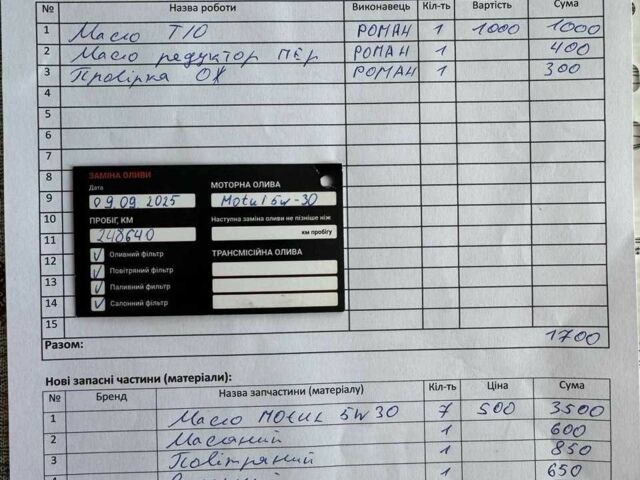 № Назва роботи Виконавець Кіл-ть Вартість Сума
1 Масло ТЮ РОМАН 1 1000 1000
2 Масло редуктор ПЕР РОМАН 1 400
3 Провірка ОЖ РОМАН 1 300
4
5
6
7
8
9
10
11
12
13
14
15
ЗАМІНА ОЛИВИ
Дата
09.09 2025
ПРОБІГ, КМ
248640
Оливний фільтр
Повітряний фільтр
Паливний фільтр
Салонний фільтр
МОТОРНА ОЛИВА
Motul 5w-30
Наступна заміна оливи не пізніше ніж
км пробігу
ТРАНСМІСІЙНА ОЛИВА
Разом: 1700
Нові запасні частини (матеріали):
№ Бренд Назва запчастини (матеріалу) Кіл-ть Ціна Сума
1 Масло MOtUL 5W30 7 500 3500
2 Масляний 1 600
3 Повітряний 1 850
4 1 650